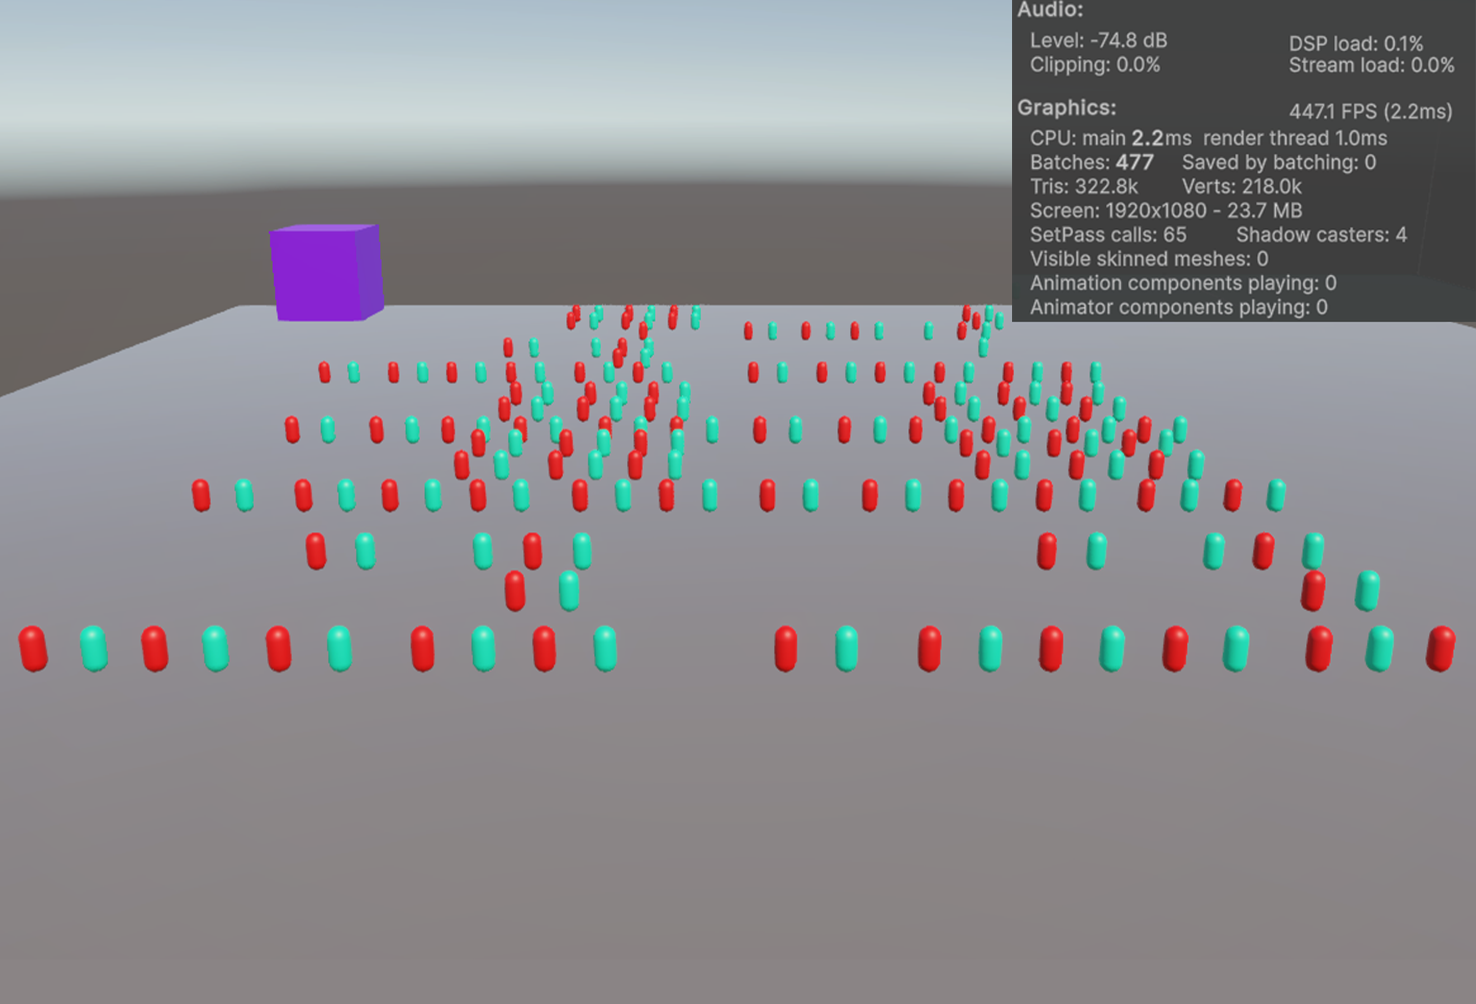 Audio:
Level: -74.8 dB DSP load: 0.1%
Clipping: 0.0% Stream load: 0.0%
Graphics: 447.1 FPS (2.2ms)
CPU: main 2.2ms render thread 1.0ms
Batches: 477 Saved by batching: 0
Tris: 322.8k Verts: 218.0k
Screen: 1920x1080 - 23.7 MB
SetPass calls: 65 Shadow casters: 4
Visible skinned meshes: 0
Animation components playing: 0
Animator components playing: 0